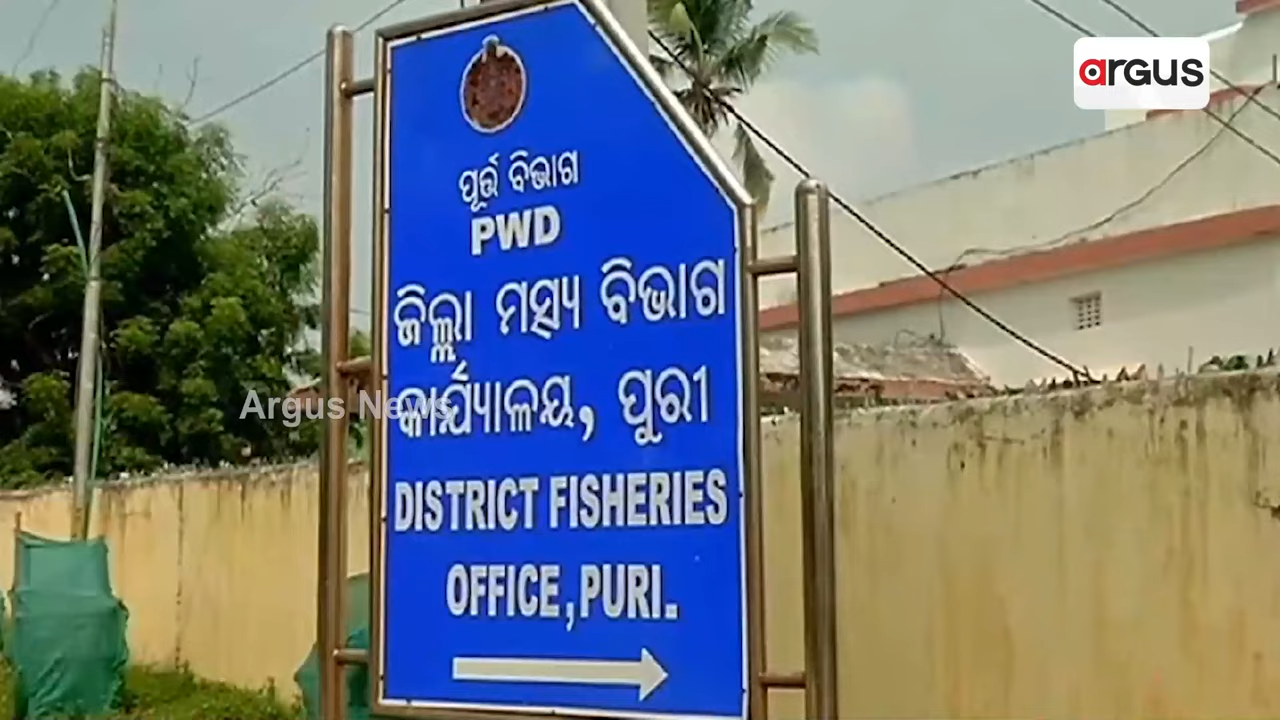 argus
ପୂର୍ତ୍ତ ବିଭାଗ
PWD
ଜିଲ୍ଲା ମତ୍ସ୍ୟ ବିଭାଗ
କାର୍ଯ୍ୟାଳୟ, ପୁରୀ
Argus News
DISTRICT FISHERIES
OFFICE, PURI.